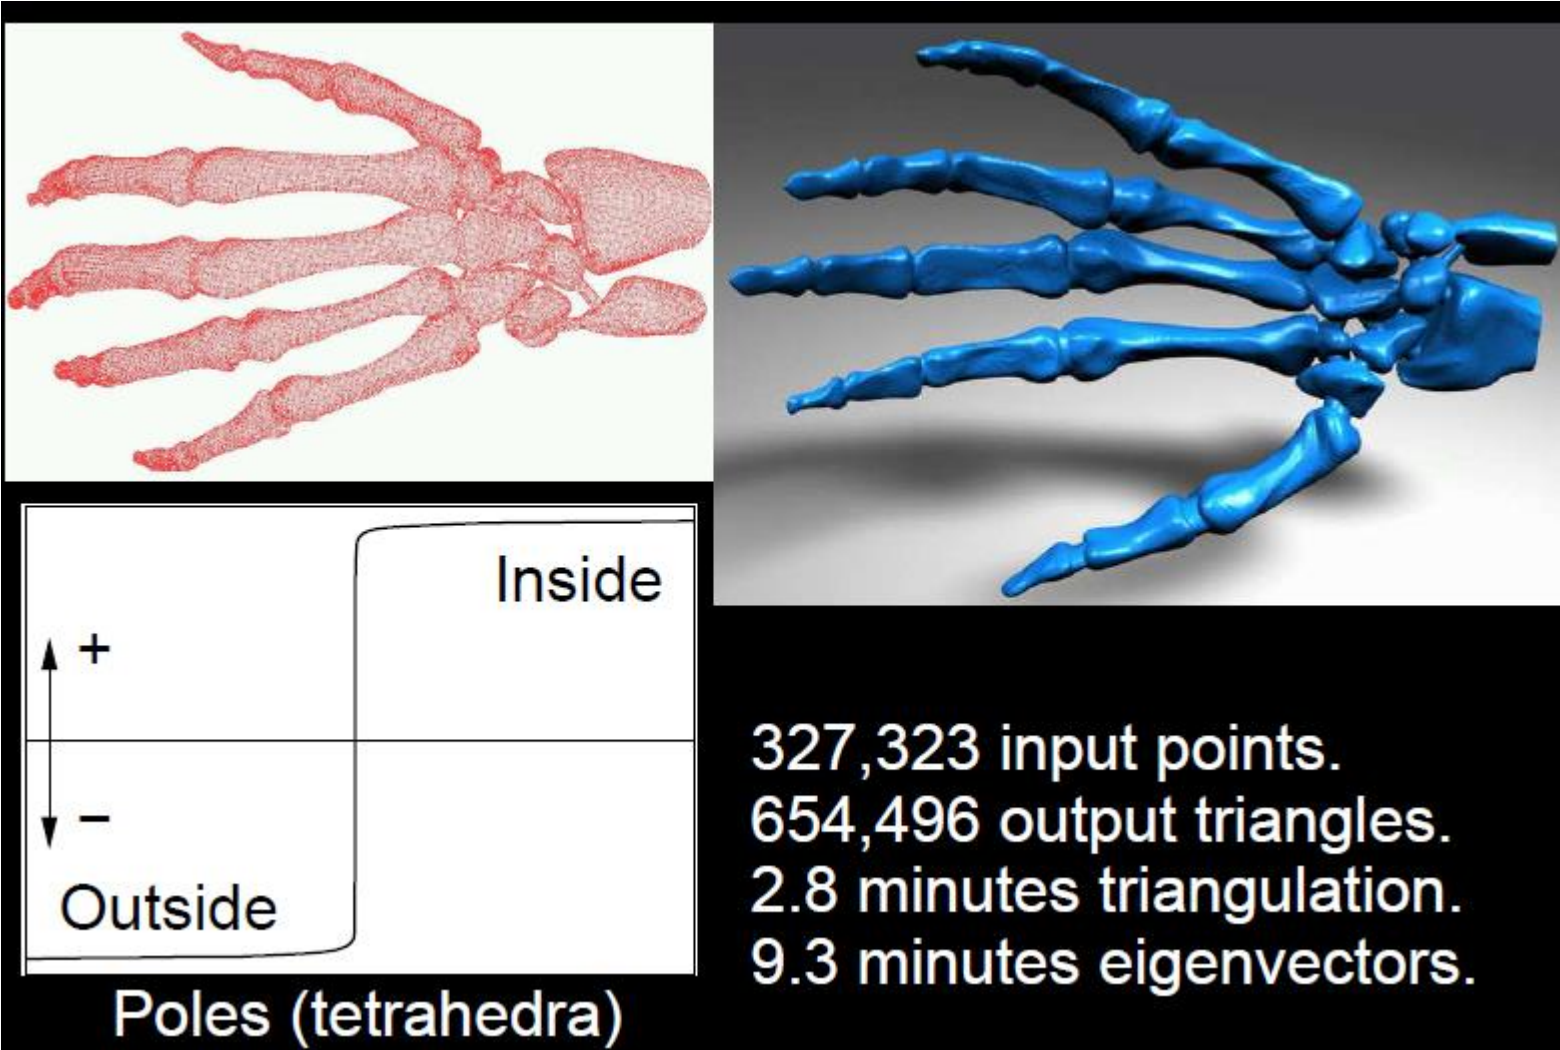 Inside
+
−
Outside
Poles (tetrahedra)
327,323 input points.
654,496 output triangles.
2.8 minutes triangulation.
9.3 minutes eigenvectors.